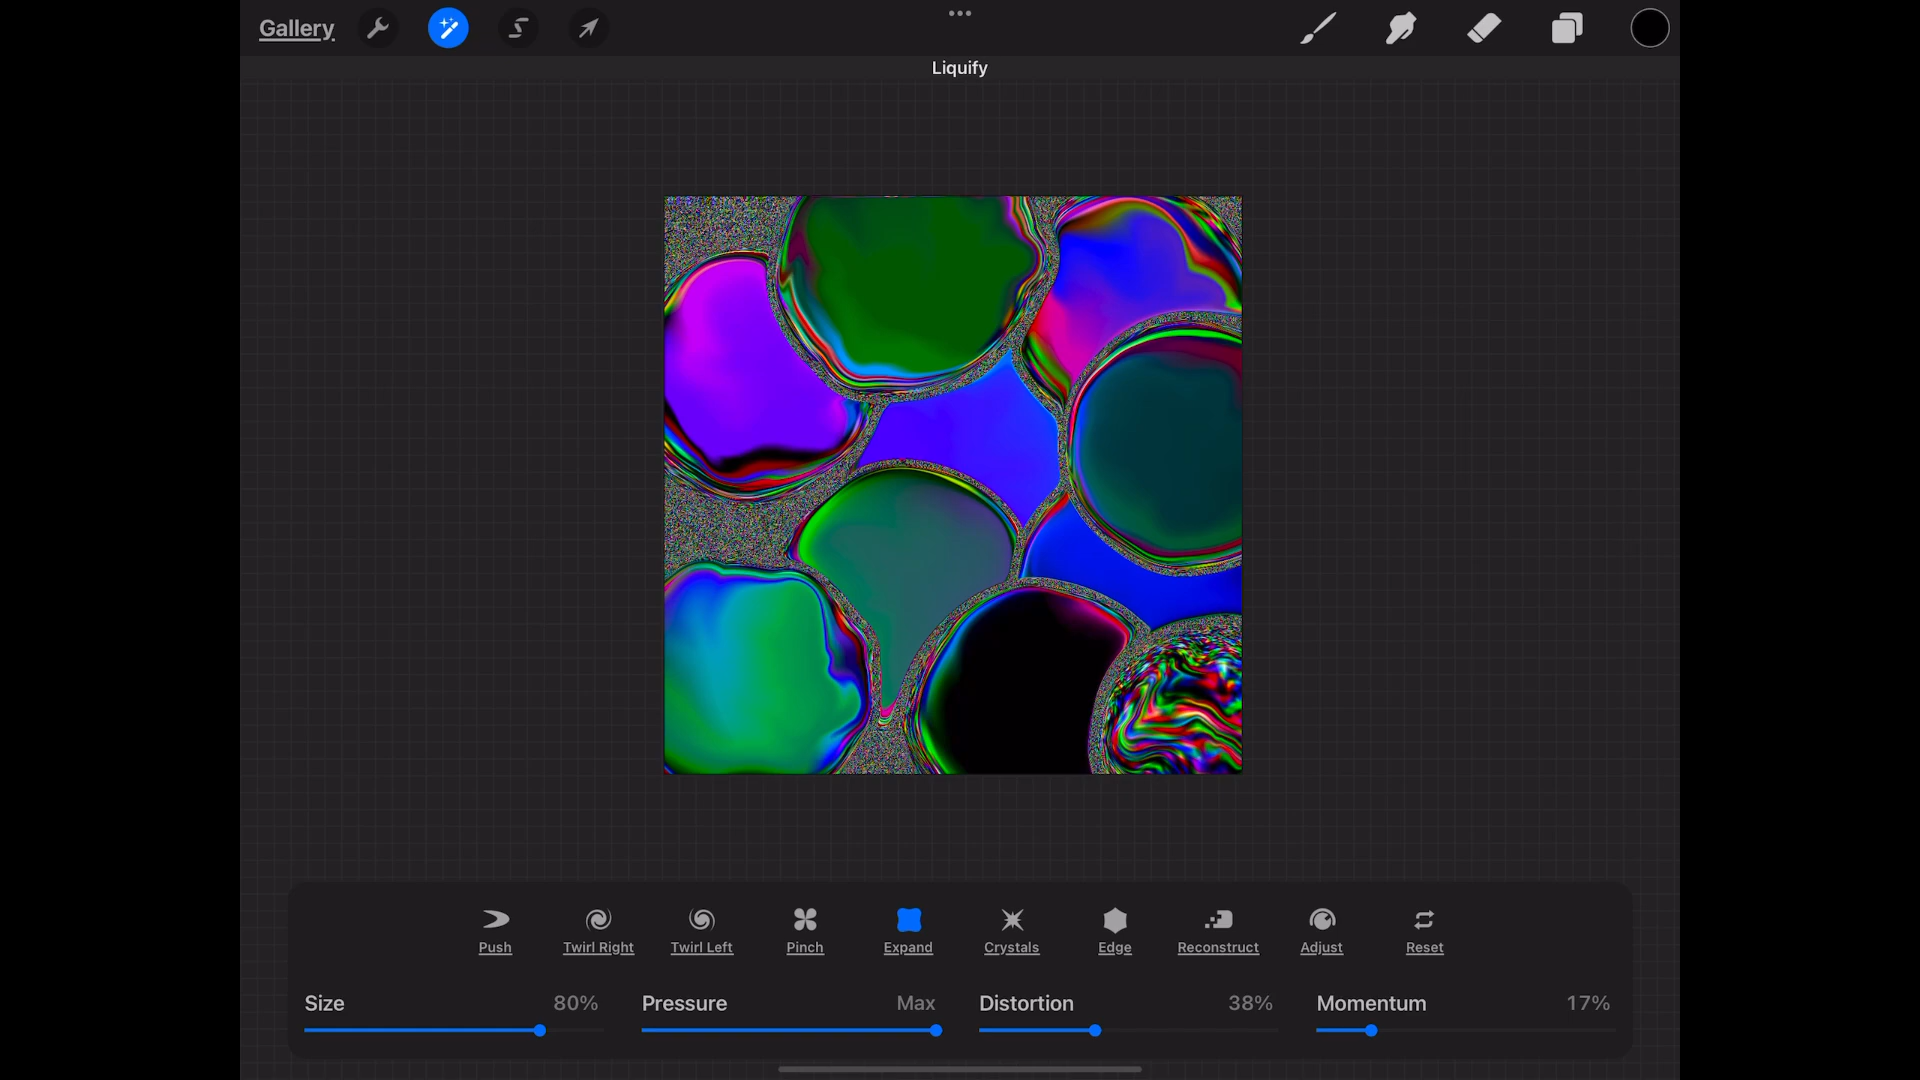 Gallery
Liquify
Push Twirl Right Twirl Left Pinch Expand Crystals Edge Reconstruct Adjust Reset
Size 80% Pressure Max Distortion 38% Momentum 17%